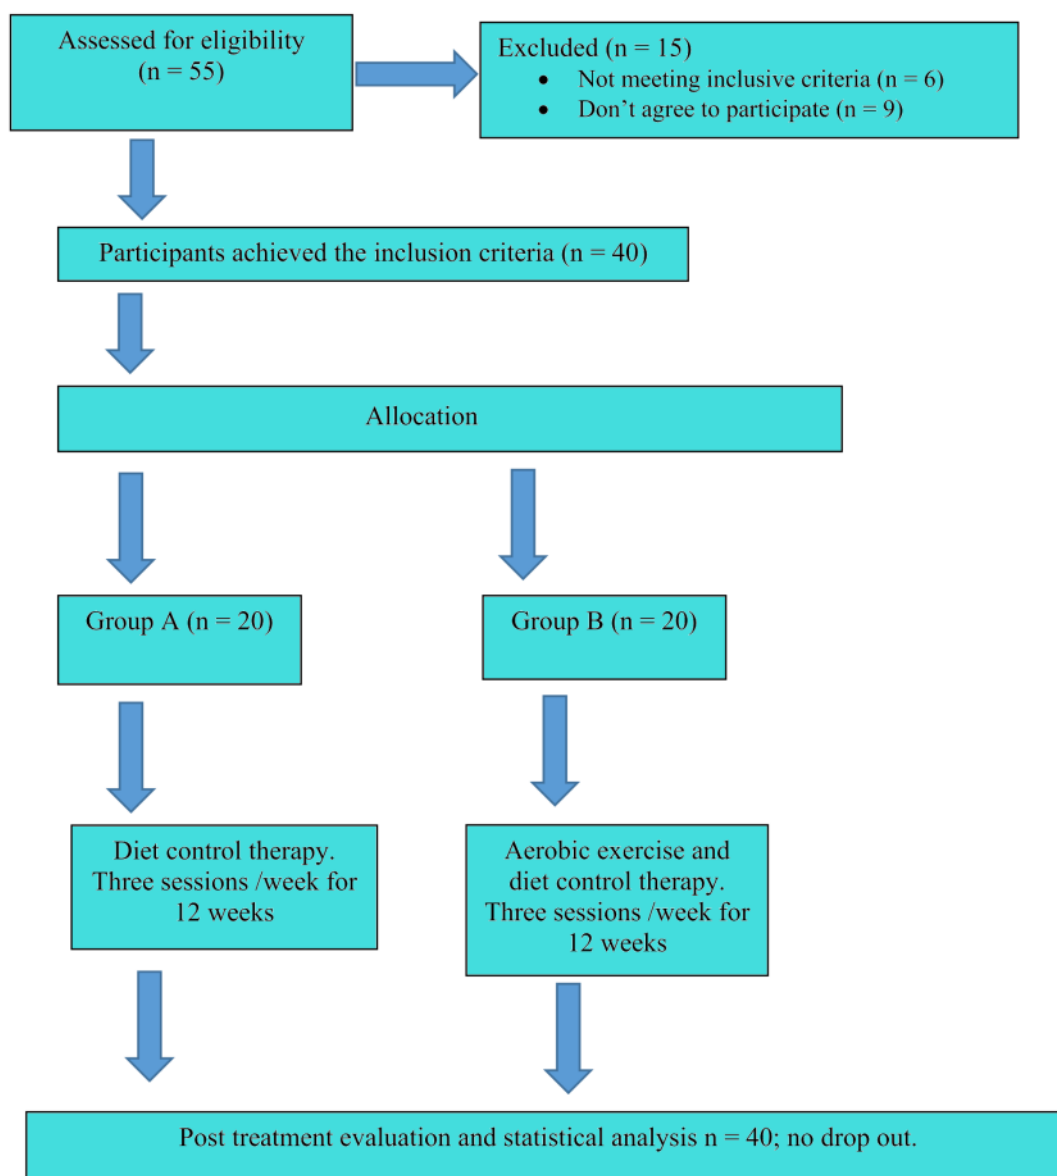 Assessed for eligibility
(n = 55)
Excluded (n = 15)
• Not meeting inclusive criteria (n = 6)
• Don’t agree to participate (n = 9)
Participants achieved the inclusion criteria (n = 40)
Allocation
Group A (n = 20)
Group B (n = 20)
Diet control therapy.
Three sessions /week for
12 weeks
Aerobic exercise and
diet control therapy.
Three sessions /week for
12 weeks
Post treatment evaluation and statistical analysis n = 40; no drop out.